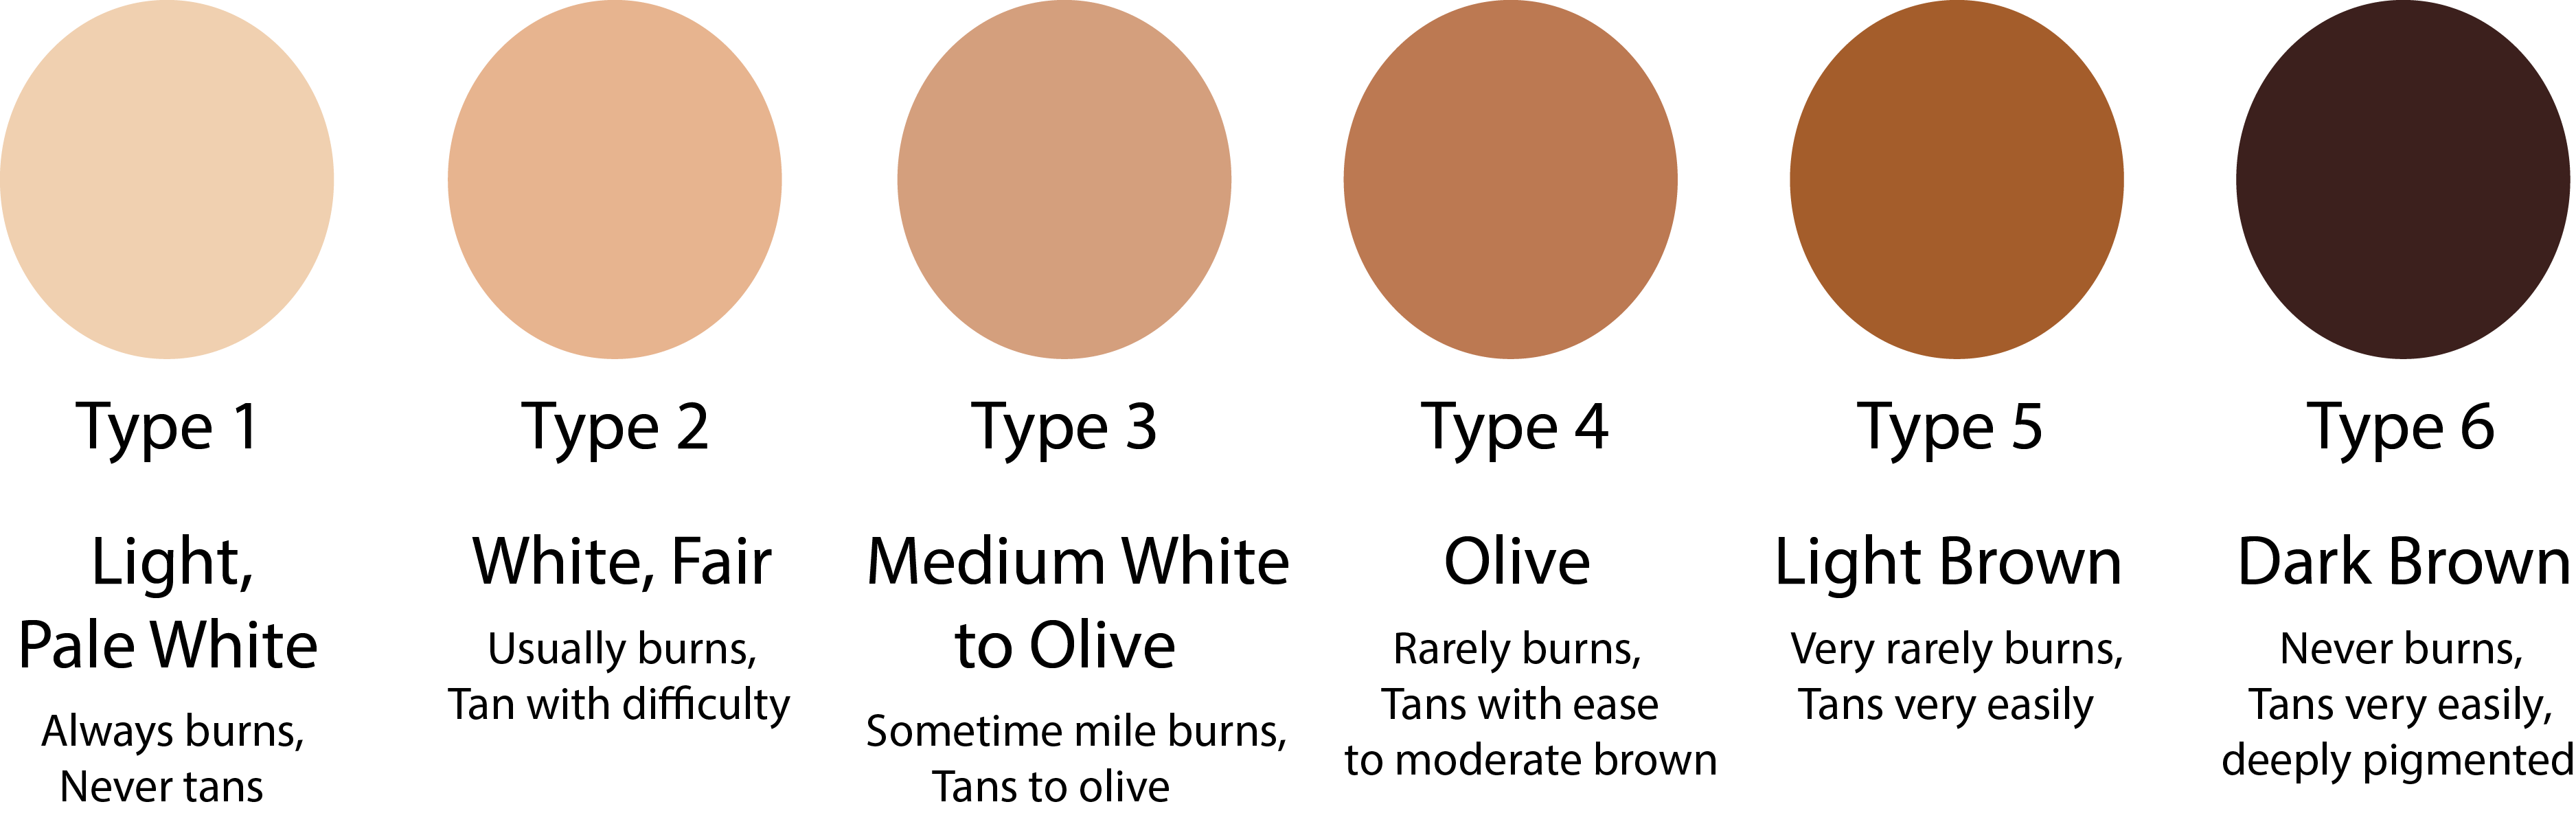 Type 1
Light,
Pale White
Always burns,
Never tans
Type 2
White, Fair
Usually burns,
Tan with difficulty
Type 3
Medium White
to Olive
Sometime mile burns,
Tans to olive
Type 4
Olive
Rarely burns,
Tans with ease
to moderate brown
Type 5
Light Brown
Very rarely burns,
Tans very easily
Type 6
Dark Brown
Never burns,
Tans very easily,
deeply pigmented